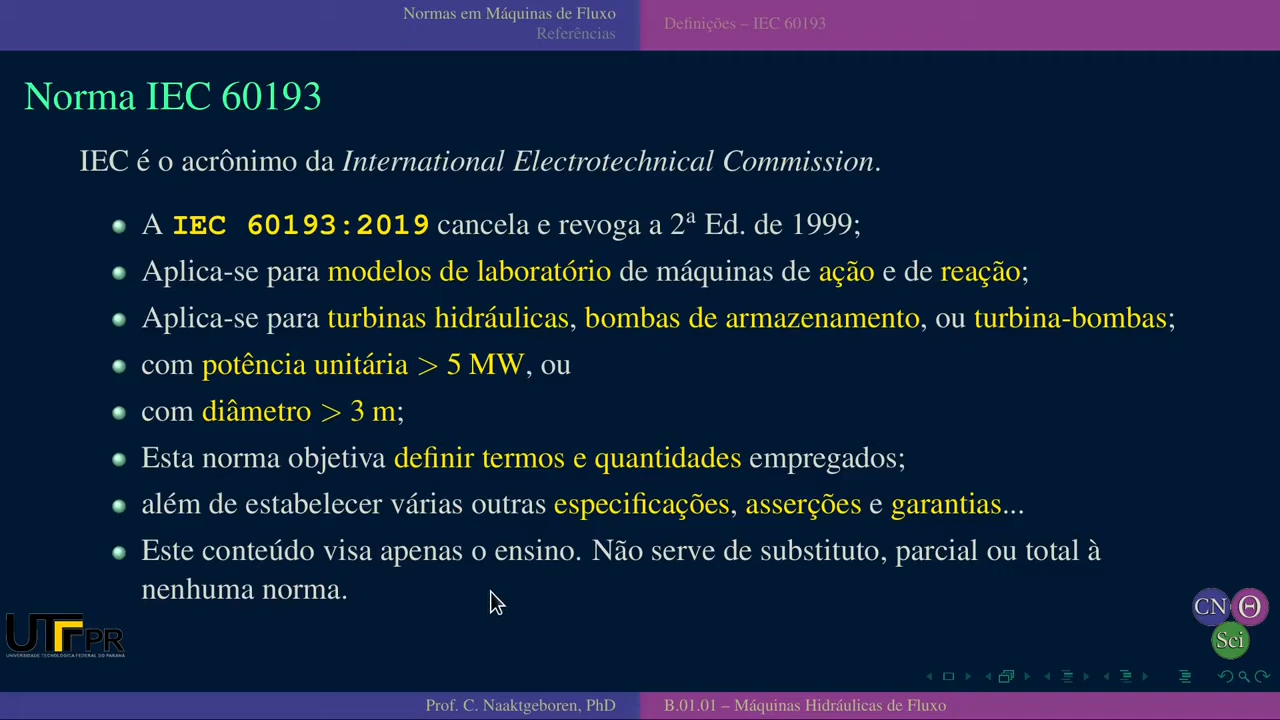 Normas em Máquinas de Fluxo
Referências
Definições – IEC 60193
Norma IEC 60193
IEC é o acrônimo da International Electrotechnical Commission.
A IEC 60193:2019 cancela e revoga a 2ª Ed. de 1999;
Aplica-se para modelos de laboratório de máquinas de ação e de reação;
Aplica-se para turbinas hidráulicas, bombas de armazenamento, ou turbina-bombas;
com potência unitária > 5 MW, ou
com diâmetro > 3 m;
Esta norma objetiva definir termos e quantidades empregados;
além de estabelecer várias outras especificações, asserções e garantias...
Este conteúdo visa apenas o ensino. Não serve de substituto, parcial ou total à
nenhuma norma.
CN Θ
Sci
UTFPR
UNIVERSIDADE TECNOLÓGICA FEDERAL DO PARANÁ
Prof. C. Naaktgeboren, PhD
B.01.01 – Máquinas Hidráulicas de Fluxo